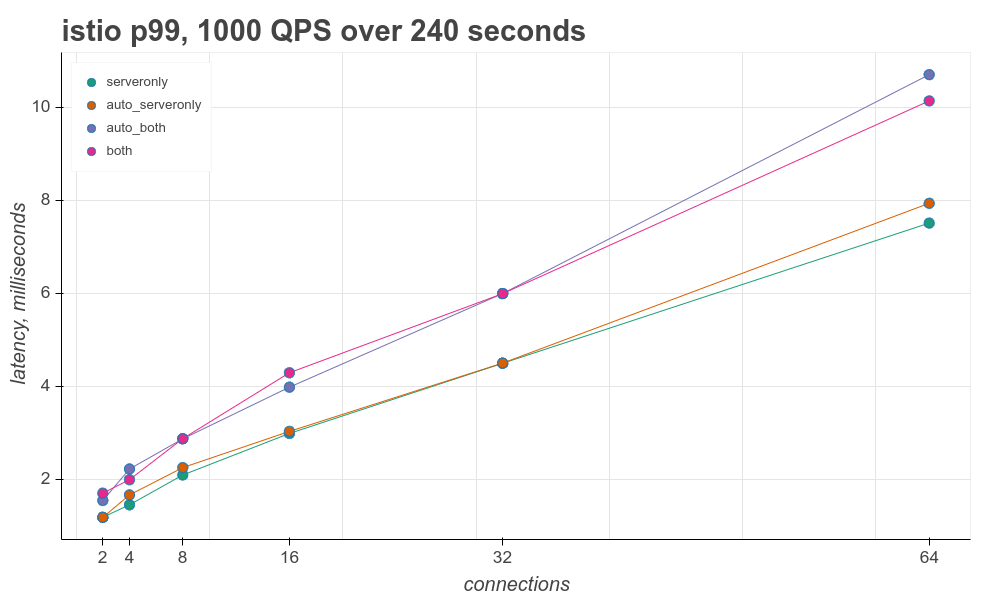 istio p99, 1000 QPS over 240 seconds
serveronly
auto_serveronly
auto_both
both
latency, milliseconds
10
8
6
4
2
2 4 8 16 32 64
connections